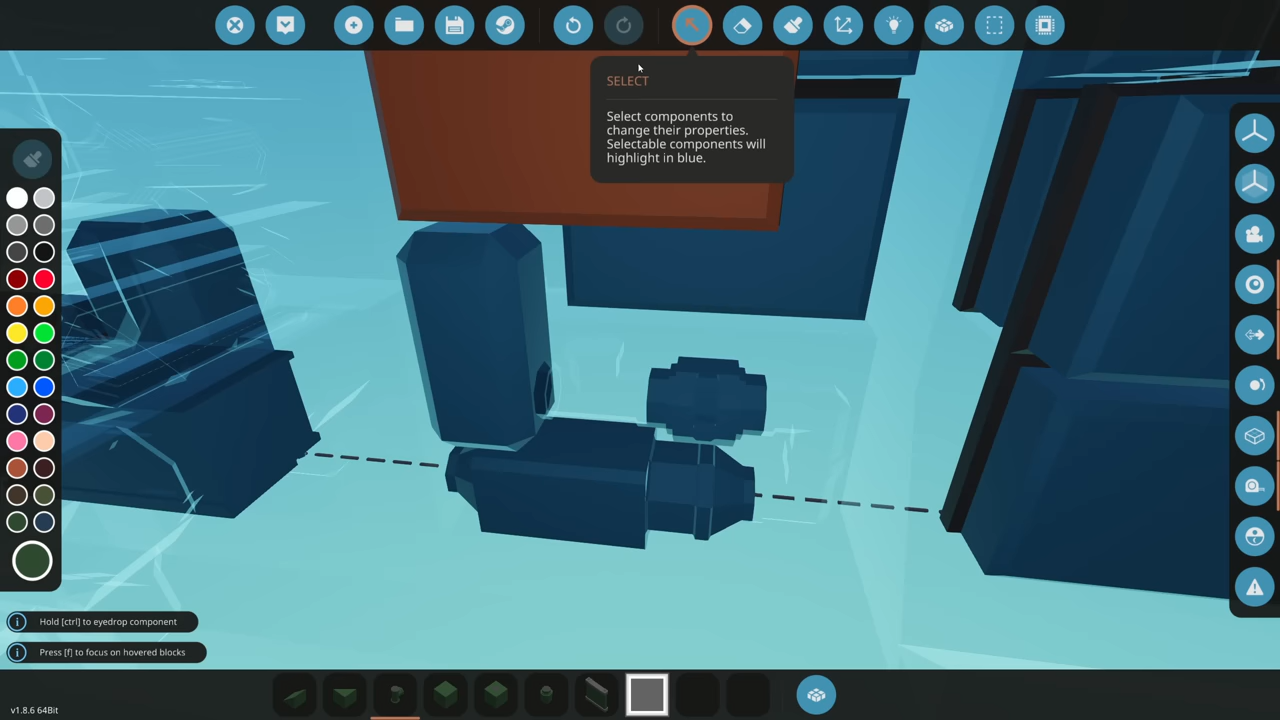 SELECT
Select components to
change their properties.
Selectable components will
highlight in blue.
Hold [ctrl] to eyedrop component
Press [f] to focus on hovered blocks
v1.8.6 64Bit